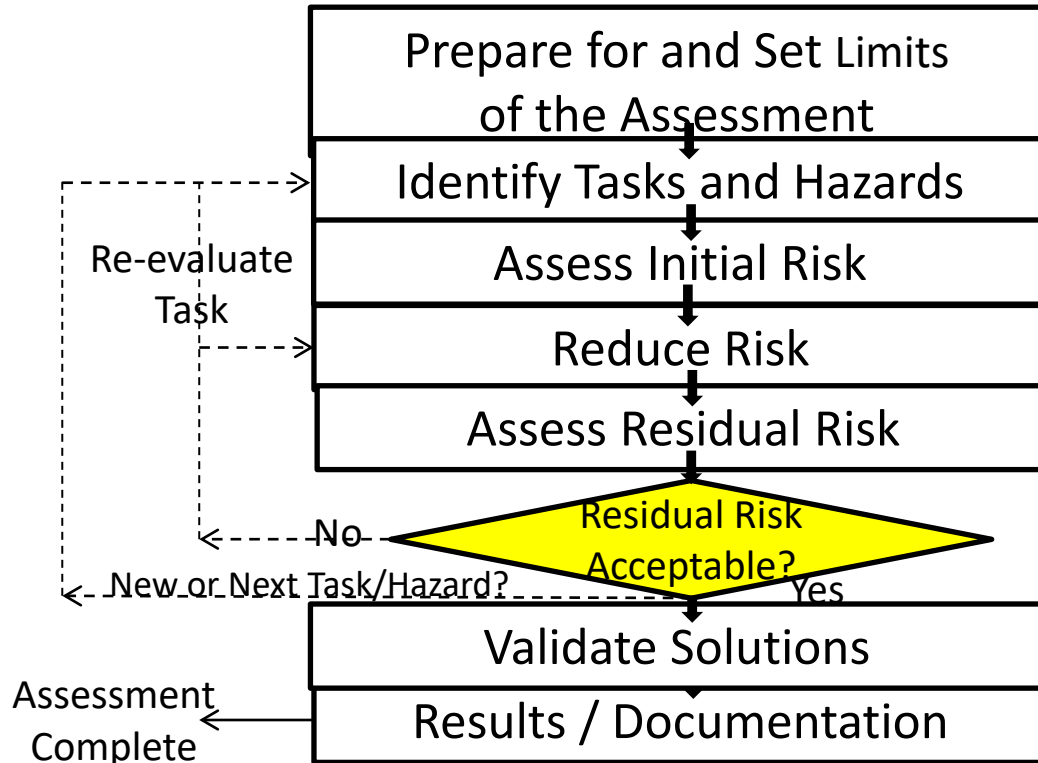 Prepare for and Set Limits
of the Assessment
Identify Tasks and Hazards
Re-evaluate
Task
Assess Initial Risk
Reduce Risk
Assess Residual Risk
Residual Risk
Acceptable?
No
New or Next Task/Hazard?
Yes
Validate Solutions
Results / Documentation
Assessment
Complete